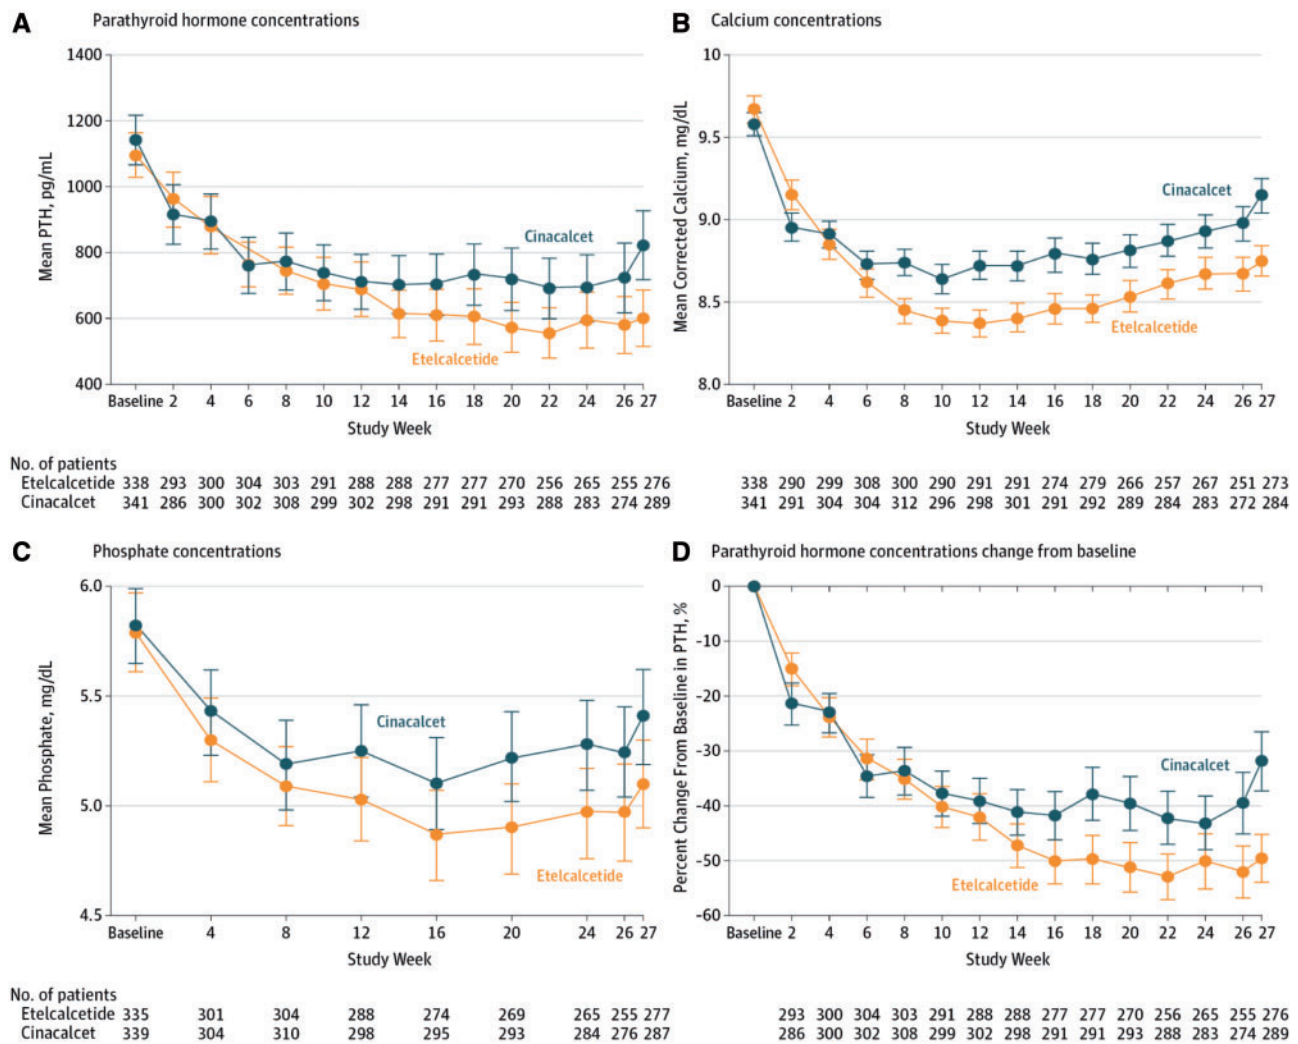 A Parathyroid hormone concentrations
1400
1200
1000
800
600
400
Mean PTH, pg/mL
Cinacalcet
Etelcalcetide
Baseline 2 4 6 8 10 12 14 16 18 20 22 24 26 27
Study Week
No. of patients
Etelcalcetide 338 293 300 304 303 291 288 288 277 277 270 256 265 255 276
Cinacalcet 341 286 300 302 308 299 302 298 291 291 293 288 283 274 289
B Calcium concentrations
10
9.5
9.0
8.5
8.0
Mean Corrected Calcium, mg/dL
Cinacalcet
Etelcalcetide
Baseline 2 4 6 8 10 12 14 16 18 20 22 24 26 27
Study Week
338 290 299 308 300 290 291 291 274 279 266 257 267 251 273
341 291 304 304 312 296 298 301 291 292 289 284 283 272 284
C Phosphate concentrations
6.0
5.5
5.0
4.5
Mean Phosphate, mg/dL
Cinacalcet
Etelcalcetide
Baseline 4 8 12 16 20 24 26 27
Study Week
No. of patients
Etelcalcetide 335 301 304 288 274 269 265 255 277
Cinacalcet 339 304 310 298 295 293 284 276 287
D Parathyroid hormone concentrations change from baseline
0
-10
-20
-30
-40
-50
-60
Percent Change From Baseline in PTH, %
Cinacalcet
Etelcalcetide
Baseline 2 4 6 8 10 12 14 16 18 20 22 24 26 27
Study Week
293 300 304 303 291 288 288 277 277 270 256 265 255 276
286 300 302 308 299 302 298 291 291 293 288 283 274 289